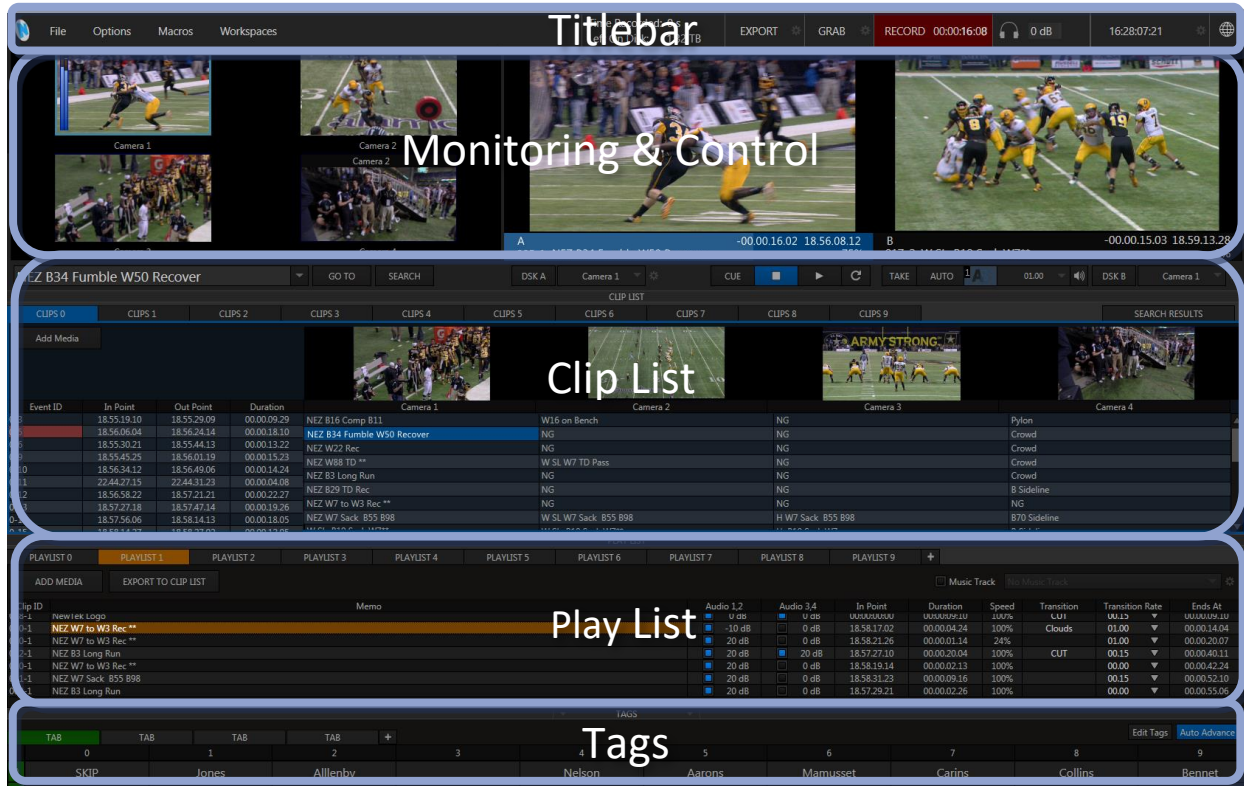 Titlebar
File Options Macros Workspaces
EXPORT GRAB RECORD 00:00:16:08 0 dB 16:28:07:21
Camera 1
Camera 2
Camera 2
Monitoring & Control
A -00.00.16.02 18.56.08.12
B -00.00.15.03 18.59.13.28
NEZ B34 Fumble W50 Recover GO TO SEARCH DSK A Camera 1 CUE TAKE AUTO 1 A 01.00 DSK B Camera 1
CLIP LIST
CLIPS 0 CLIPS 1 CLIPS 2 CLIPS 3 CLIPS 4 CLIPS 5 CLIPS 6 CLIPS 7 CLIPS 8 CLIPS 9 SEARCH RESULTS
Add Media
ARMY STRONG
Clip List
Event ID In Point Out Point Duration Camera 1 Camera 2 Camera 3 Camera 4
18.55.19.10 18.55.29.09 00.00.09.29 NEZ B16 Comp B11 W16 on Bench NG Pylon
18.56.06.04 18.56.24.14 00.00.18.10 NEZ B34 Fumble W50 Recover NG NG Crowd
18.55.30.21 18.55.44.13 00.00.13.22 NEZ W22 Rec NG NG Crowd
18.55.45.25 18.56.01.19 00.00.15.23 NEZ W88 TD ** W SL W7 TD Pass NG Crowd
18.56.34.12 18.56.49.06 00.00.14.24 NEZ B3 Long Run NG NG Crowd
22.44.27.15 22.44.31.23 00.00.04.08 NEZ B29 TD Rec NG NG B Sideline
18.56.58.22 18.57.21.21 00.00.22.27 NEZ W7 to W3 Rec ** NG NG NG
18.57.27.18 18.57.47.14 00.00.19.26 NEZ W7 Sack B55 B98 W SL W7 Sack B55 B98 H W7 Sack B55 B98 B70 Sideline
18.57.56.06 18.58.14.13 00.00.18.05
PLAYLIST 0 PLAYLIST 1 PLAYLIST 2 PLAYLIST 3 PLAYLIST 4 PLAYLIST 5 PLAYLIST 6 PLAYLIST 7 PLAYLIST 8 PLAYLIST 9 +
ADD MEDIA EXPORT TO CLIP LIST Music Track No Music Track
Play List
Clip ID Memo Audio 1,2 Audio 3,4 In Point Duration Speed Transition Transition Rate Ends At
NewTek Logo 0 dB 0 dB 00:00:00:00 00:00:09:10 100% CUT 00.15 00.00.09.10
NEZ W7 to W3 Rec ** -10 dB 0 dB 18.58.17.02 00.00.04.24 100% Clouds 01.00 00.00.14.04
NEZ W7 to W3 Rec ** 20 dB 0 dB 18.58.21.26 00.00.01.14 24% 01.00 00.00.20.07
NEZ B3 Long Run 20 dB 20 dB 18.57.27.10 00.00.20.04 100% CUT 00.15 00.00.40.11
NEZ W7 to W3 Rec ** 20 dB 0 dB 18.58.19.14 00.00.02.13 100% 00.00 00.00.42.24
NEZ W7 Sack B55 B98 20 dB 0 dB 18.58.31.23 00.00.09.16 100% 00.15 00.00.52.10
NEZ B3 Long Run 20 dB 0 dB 18.57.29.21 00.00.02.26 100% 00.00 00.00.55.06
TAGS
TAB TAB TAB TAB + Edit Tags Auto Advance
Tags
0 1 2 3 4 5 6 7 8 9
SKIP Jones Alllenby Nelson Aarons Mamusset Carins Collins Bennet